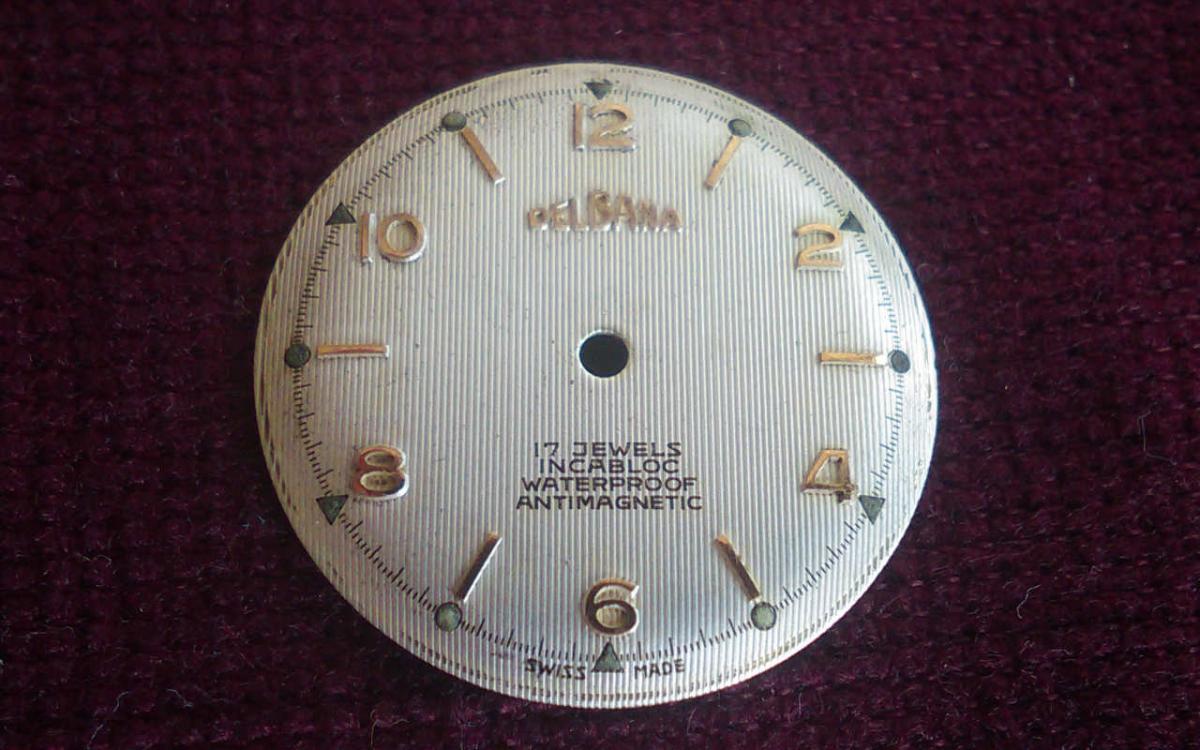 12
DELBANA
10
2
8
4
17 JEWELS
INCABLOC
WATERPROOF
ANTIMAGNETIC
6
SWISS MADE